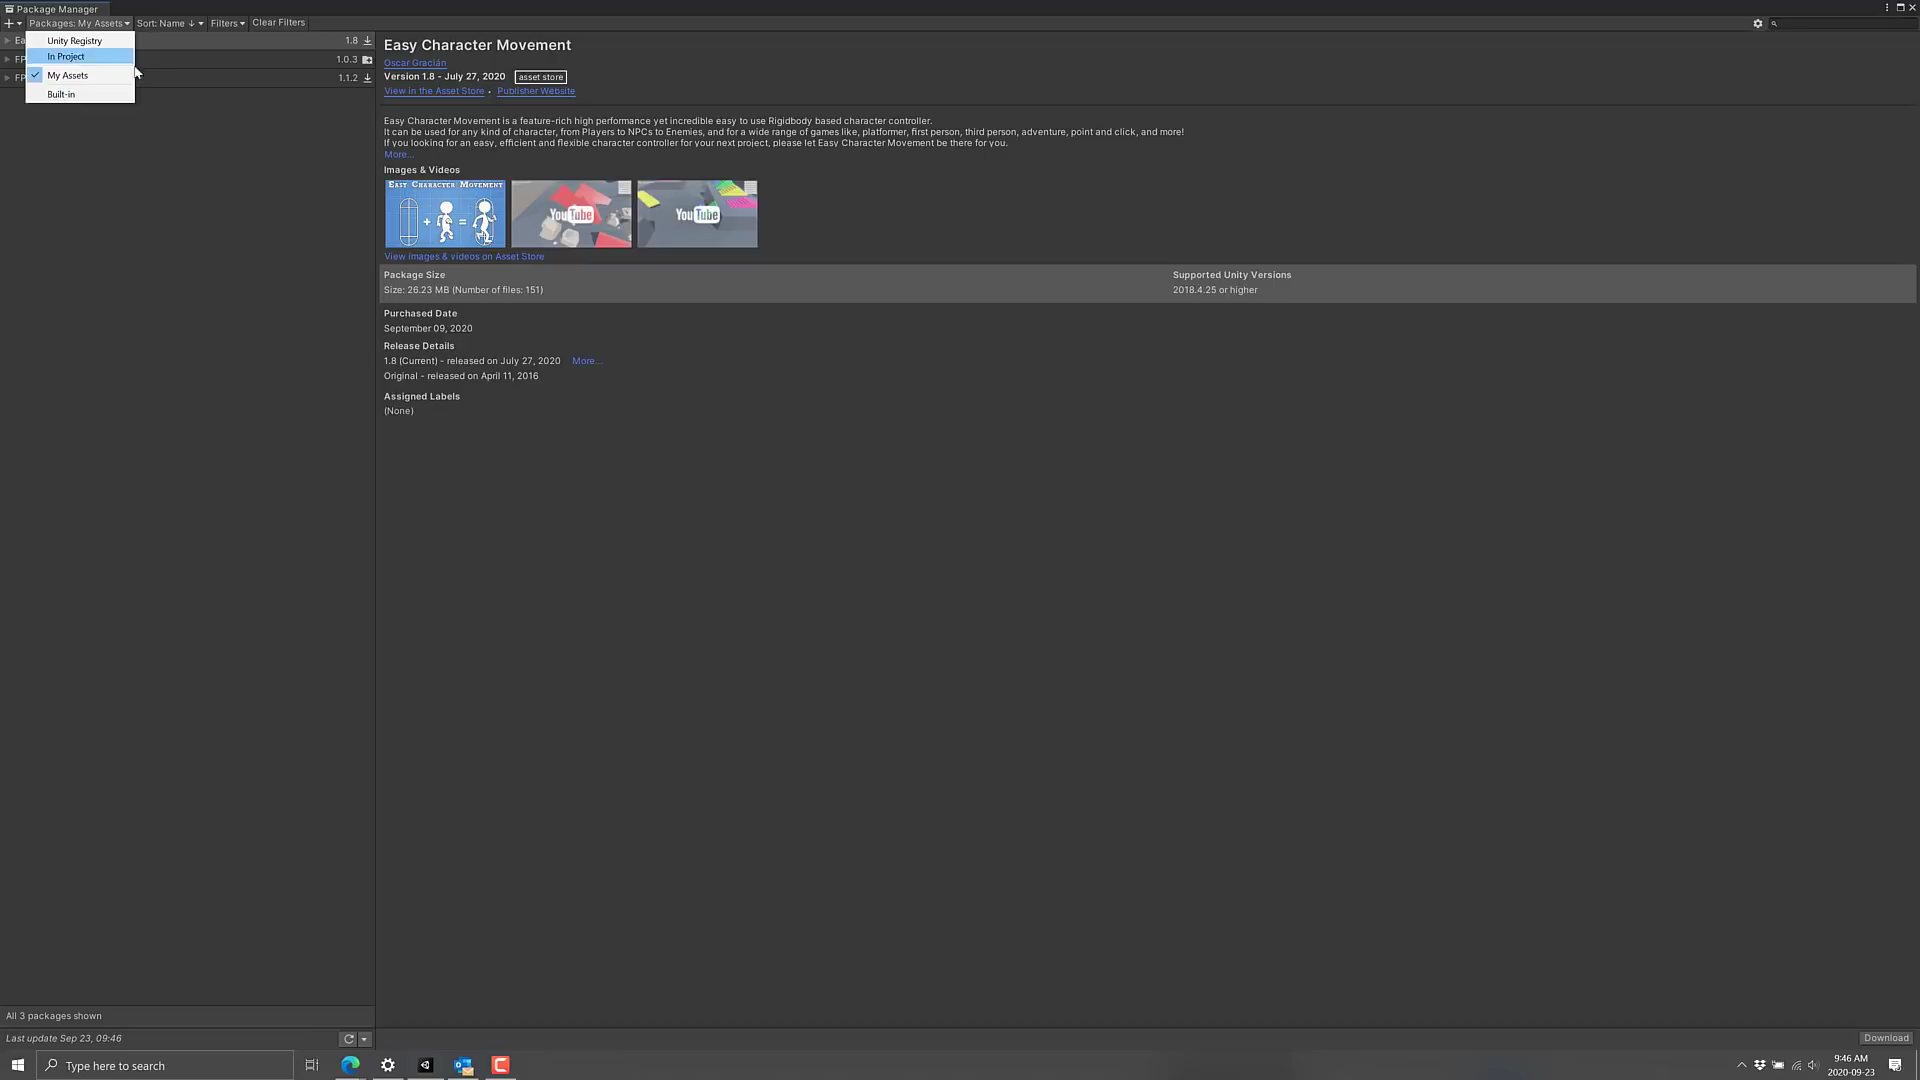 Package Manager
Packages: My Assets
Sort: Name ↓
Filters
Clear Filters
Unity Registry
In Project
My Assets
Built-in
Ea
1.8
FP
1.0.3
FP
1.1.2
Easy Character Movement
Oscar Gracián
Version 1.8 - July 27, 2020
asset store
View in the Asset Store
•
Publisher Website
Easy Character Movement is a feature-rich high performance yet incredible easy to use Rigidbody based character controller.
It can be used for any kind of character, from Players to NPCs to Enemies, and for a wide range of games like, platformer, first person, third person, adventure, point and click, and more!
If you looking for an easy, efficient and flexible character controller for your next project, please let Easy Character Movement be there for you.
More...
Images & Videos
EASY CHARACTER MOVEMENT
+ =
YouTube
YouTube
View images & videos on Asset Store
Package Size
Size: 26.23 MB (Number of files: 151)
Supported Unity Versions
2018.4.25 or higher
Purchased Date
September 09, 2020
Release Details
1.8 (Current) - released on July 27, 2020
More...
Original - released on April 11, 2016
Assigned Labels
(None)
All 3 packages shown
Last update Sep 23, 09:46
Download
Type here to search
9:46 AM
2020-09-23